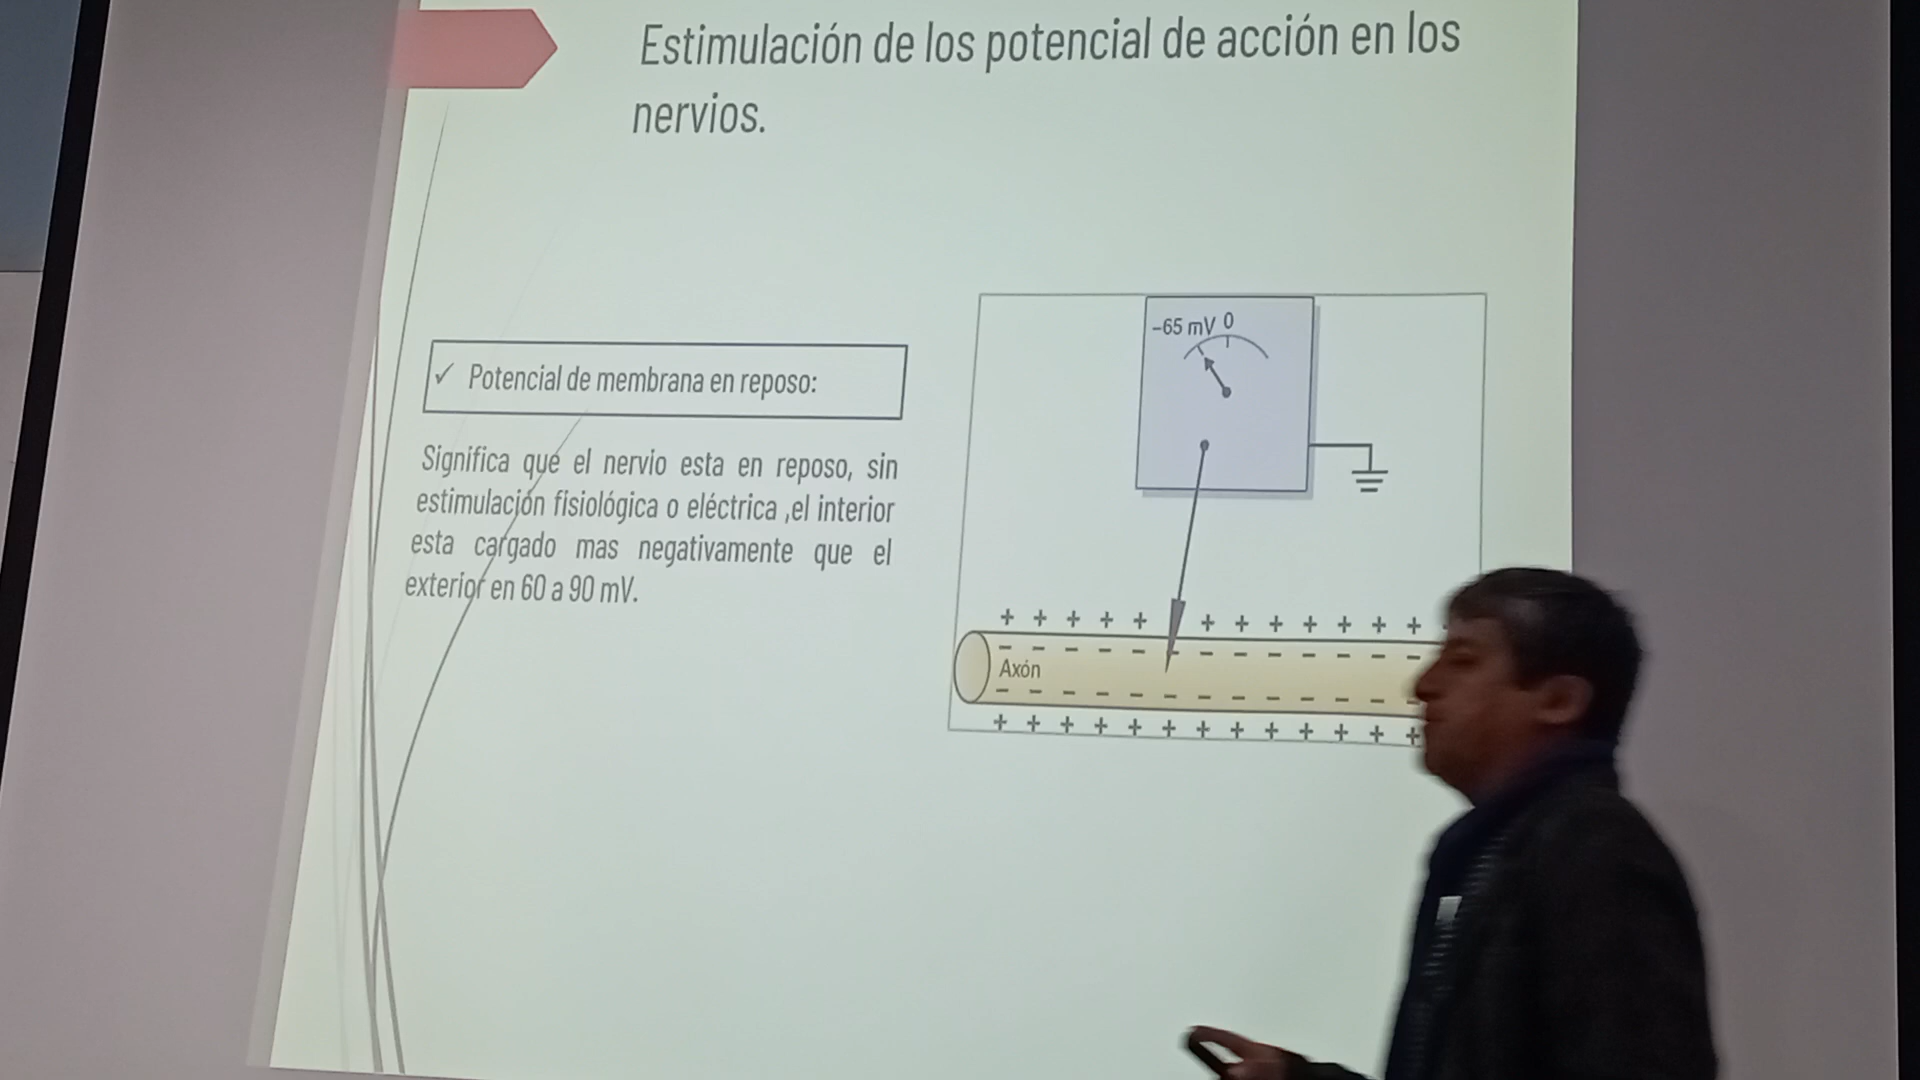 Estimulación de los potencial de acción en los
nervios.
✓ Potencial de membrana en reposo:
Significa que el nervio esta en reposo, sin
estimulación fisiológica o eléctrica ,el interior
esta cargado mas negativamente que el
exterior en 60 a 90 mV.
−65 mV 0
+ + + + + + + + + + + +
− − − − − − − − − − − − −
Axón
− − − − − − − − − − − − −
+ + + + + + + + + + + + +